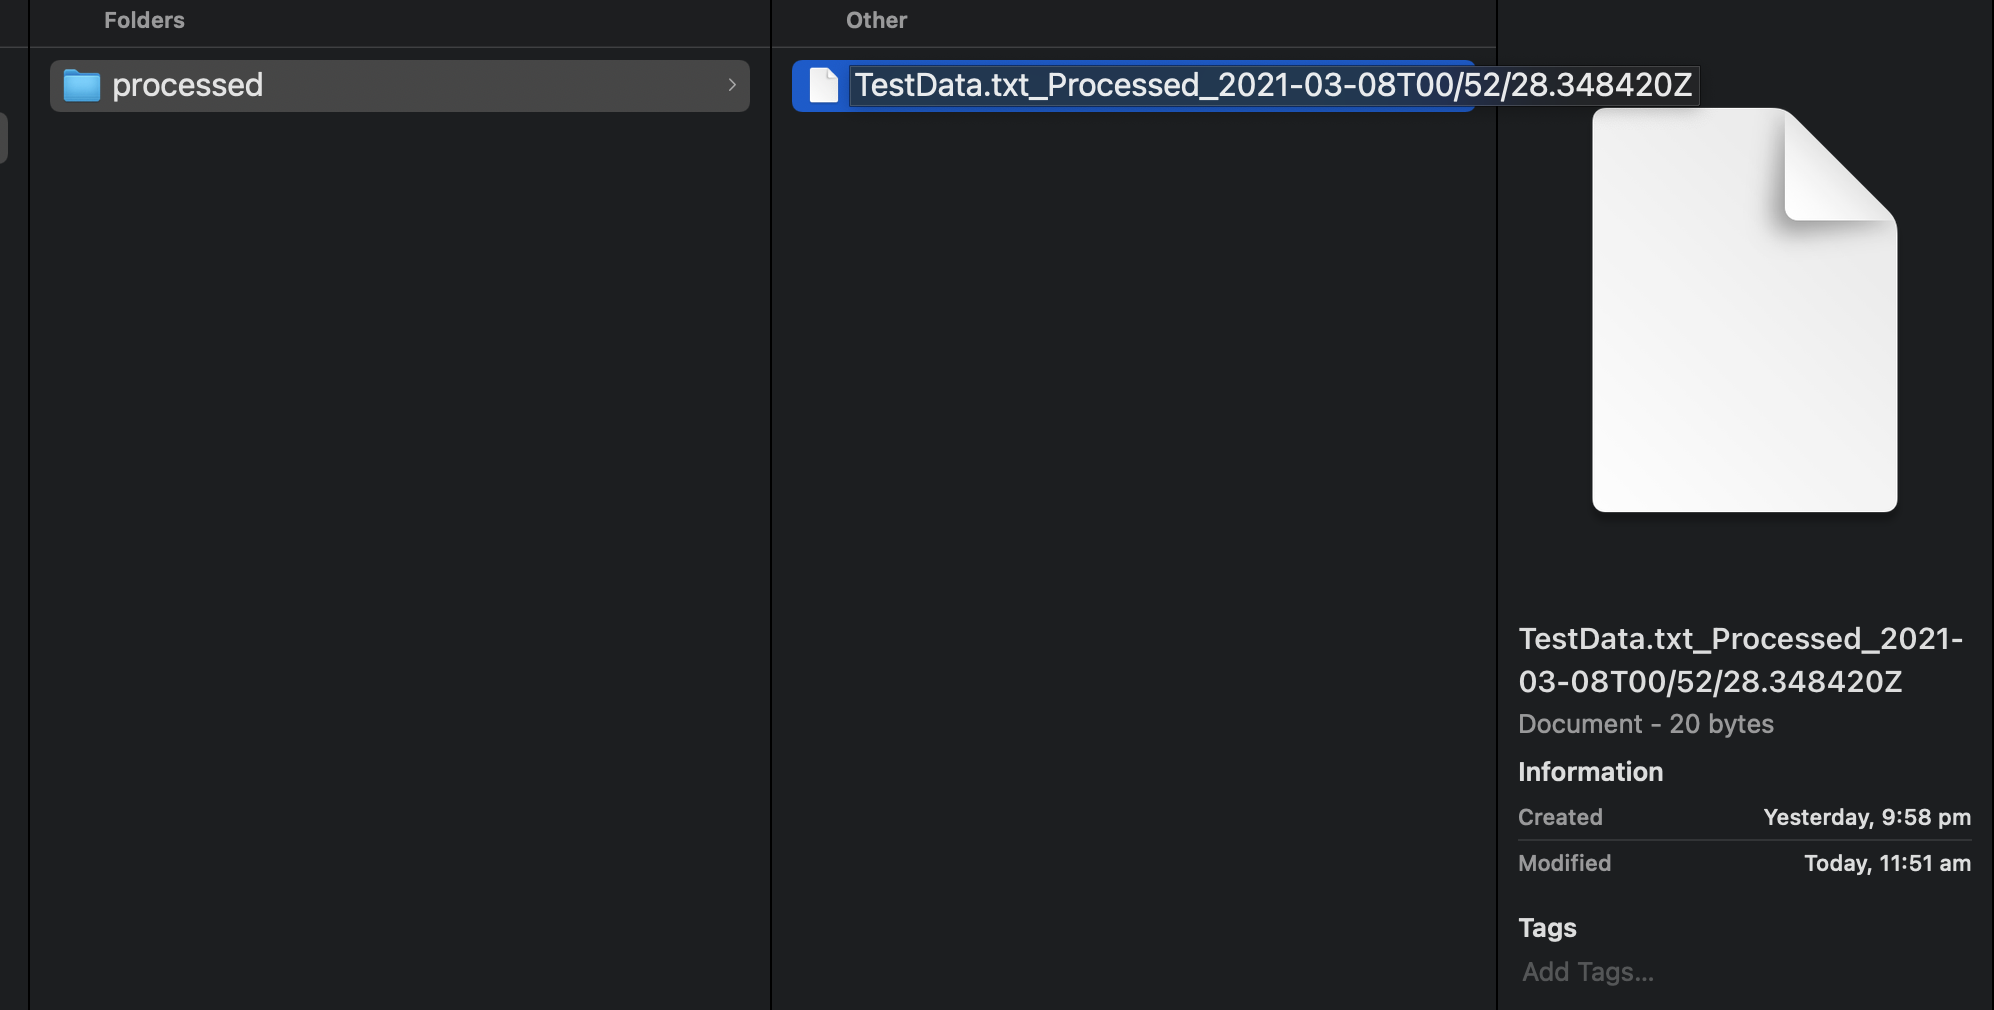 Folders
Other
processed
TestData.txt_Processed_2021-03-08T00/52/28.348420Z
TestData.txt_Processed_2021-
03-08T00/52/28.348420Z
Document - 20 bytes
Information
Created Yesterday, 9:58 pm
Modified Today, 11:51 am
Tags
Add Tags...